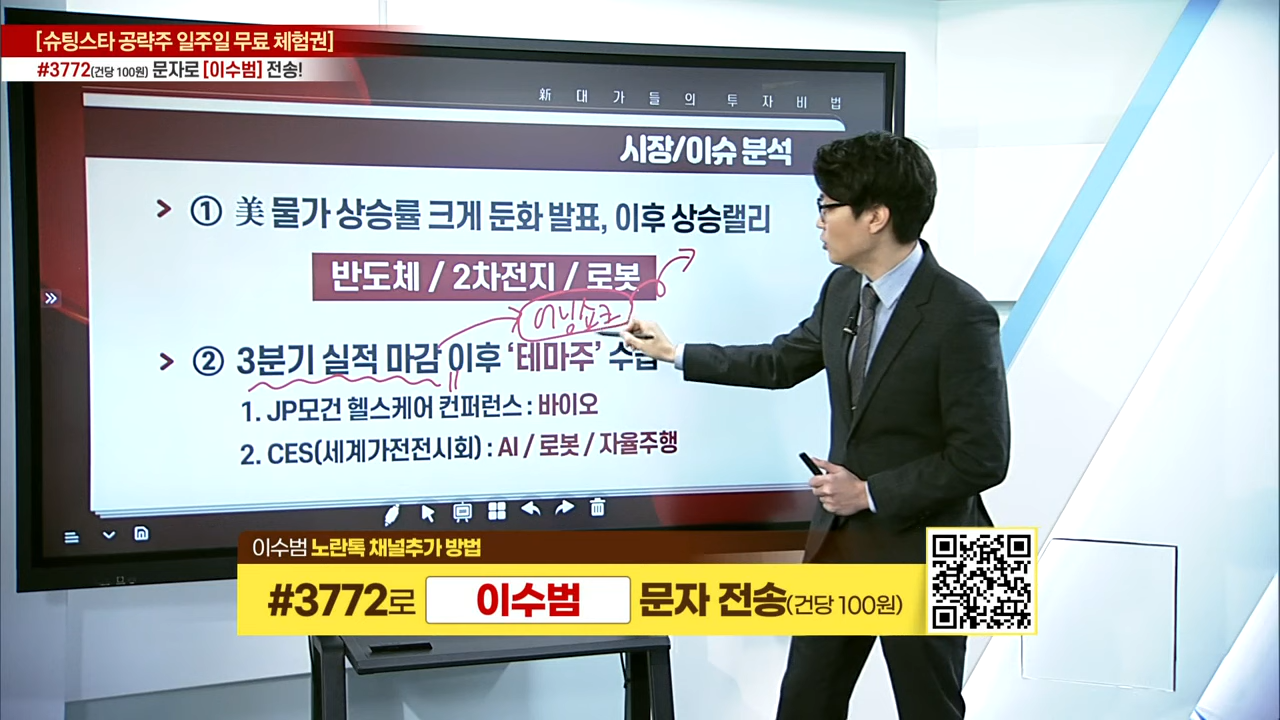 [슈팅스타 공략주 일주일 무료 체험권]
#3772(건당 100원) 문자로 [이수범] 전송!
新대가들의 투자비법
시장/이슈 분석
① 美 물가 상승률 크게 둔화 발표, 이후 상승랠리
반도체 / 2차전지 / 로봇
어닝쇼크
② 3분기 실적 마감 이후 '테마주' 수급
1. JP모건 헬스케어 컨퍼런스 : 바이오
2. CES(세계가전전시회) : AI / 로봇 / 자율주행
이수범 노란톡 채널추가 방법
#3772로 이수범 문자 전송(건당 100원)